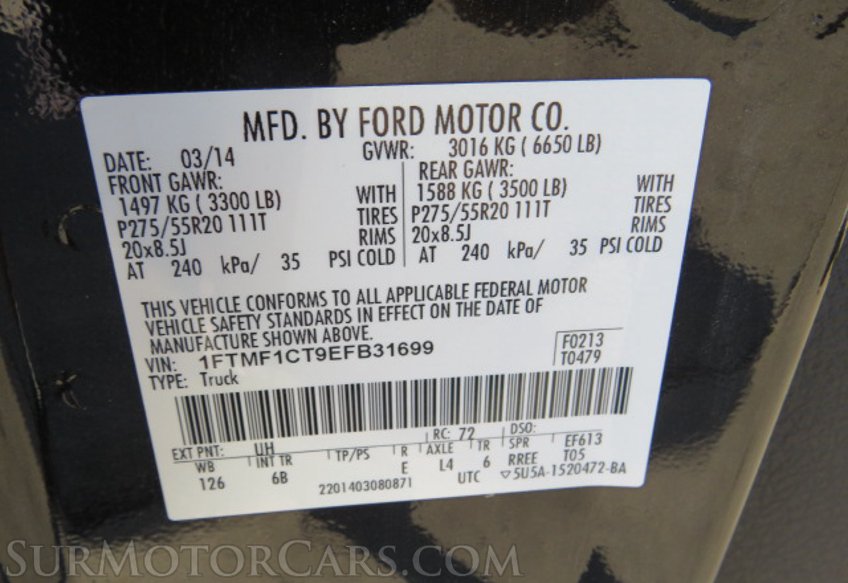 MFD. BY FORD MOTOR CO.
DATE: 03/14 GVWR: 3016 KG ( 6650 LB)
FRONT GAWR: REAR GAWR:
1497 KG ( 3300 LB) WITH 1588 KG ( 3500 LB) WITH
P275/55R20 111T TIRES P275/55R20 111T TIRES
20x8.5J RIMS 20x8.5J RIMS
AT 240 kPa/ 35 PSI COLD AT 240 kPa/ 35 PSI COLD
THIS VEHICLE CONFORMS TO ALL APPLICABLE FEDERAL MOTOR
VEHICLE SAFETY STANDARDS IN EFFECT ON THE DATE OF
MANUFACTURE SHOWN ABOVE.
VIN: 1FTMF1CT9EFB31699 F0213
TYPE: Truck T0479
EXT PNT: UH RC: 72 DSO:
WB INT TR TP/PS R AXLE TR SPR EF613
126 6B E L4 6 RREE T05
2201403080871 UTC ▽5U5A-1520472-BA
SURMOTORCARS.COM